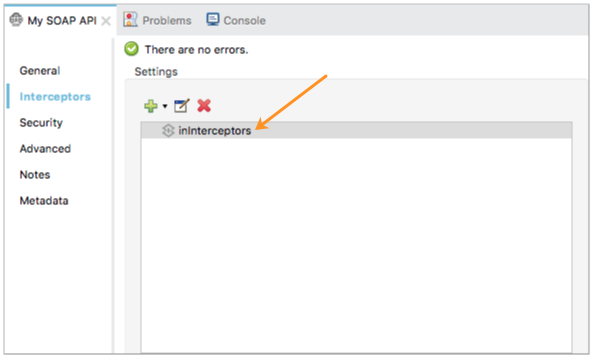 My SOAP API Problems Console
There are no errors.
Settings
General
Interceptors
Security
Advanced
Notes
Metadata
inInterceptors